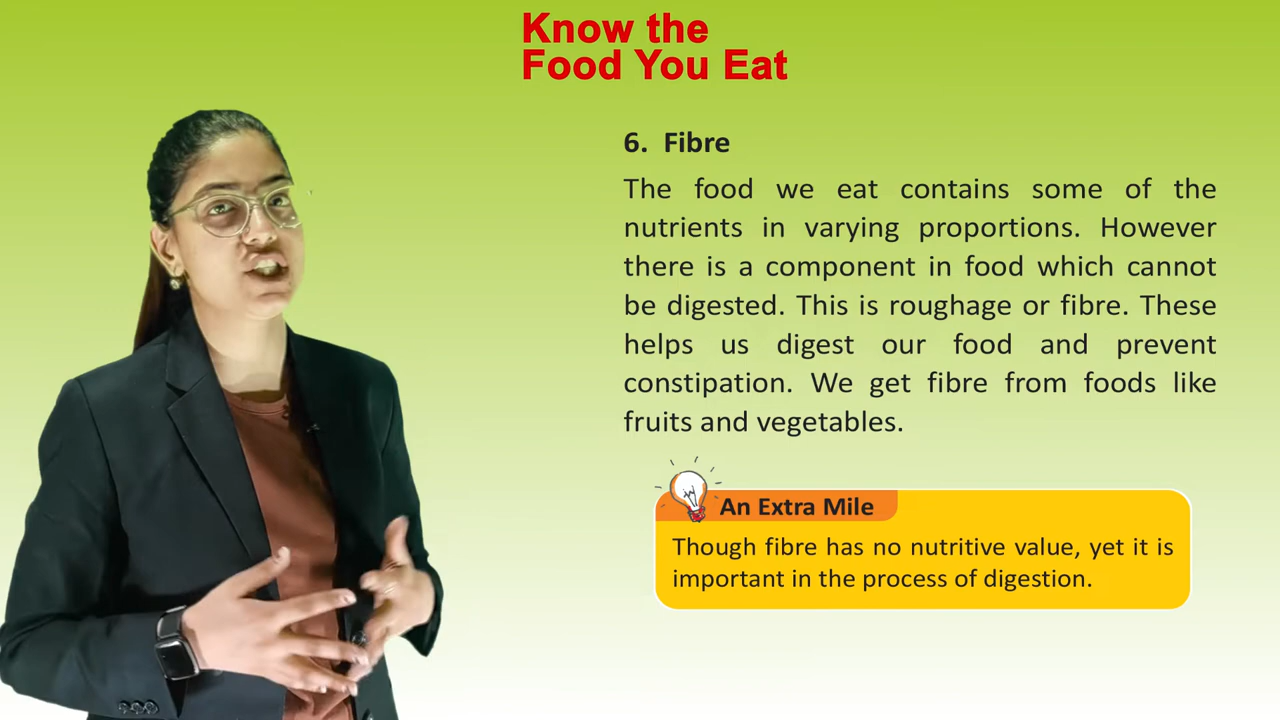 Know the
Food You Eat
6. Fibre
The food we eat contains some of the
nutrients in varying proportions. However
there is a component in food which cannot
be digested. This is roughage or fibre. These
helps us digest our food and prevent
constipation. We get fibre from foods like
fruits and vegetables.
An Extra Mile
Though fibre has no nutritive value, yet it is
important in the process of digestion.